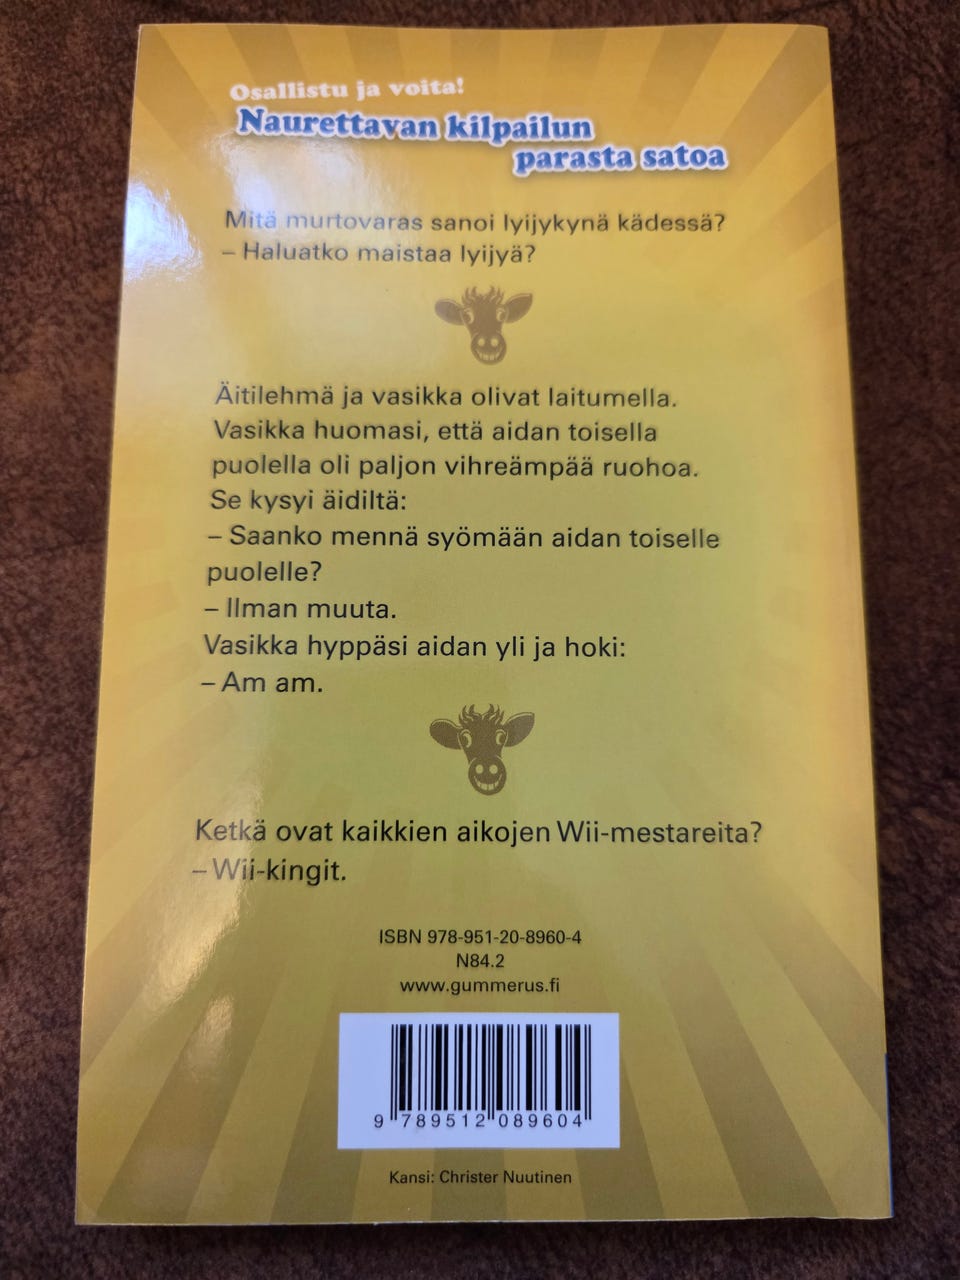 Osallistu ja voita!
Naurettavan kilpailun
parasta satoa
Mitä murtovaras sanoi lyijykynä kädessä?
– Haluatko maistaa lyijyä?
Äitilehmä ja vasikka olivat laitumella.
Vasikka huomasi, että aidan toisella
puolella oli paljon vihreämpää ruohoa.
Se kysyi äidiltä:
– Saanko mennä syömään aidan toiselle
puolelle?
– Ilman muuta.
Vasikka hyppäsi aidan yli ja hoki:
– Am am.
Ketkä ovat kaikkien aikojen Wii-mestareita?
– Wii-kingit.
ISBN 978-951-20-8960-4
N84.2
www.gummerus.fi
9 789512 089604
Kansi: Christer Nuutinen